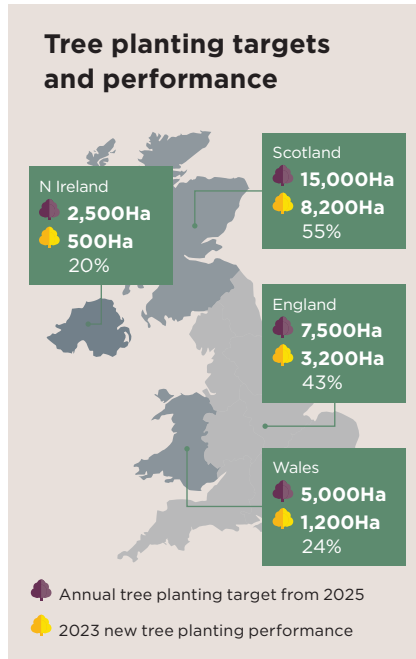 Tree planting targets
and performance
Scotland
15,000Ha
8,200Ha
55%
N Ireland
2,500Ha
500Ha
20%
England
7,500Ha
3,200Ha
43%
Wales
5,000Ha
1,200Ha
24%
Annual tree planting target from 2025
2023 new tree planting performance